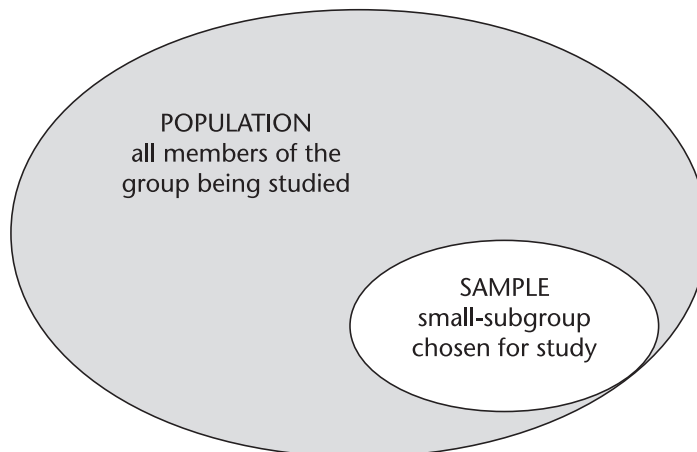 POPULATION
all members of the
group being studied
SAMPLE
small-subgroup
chosen for study